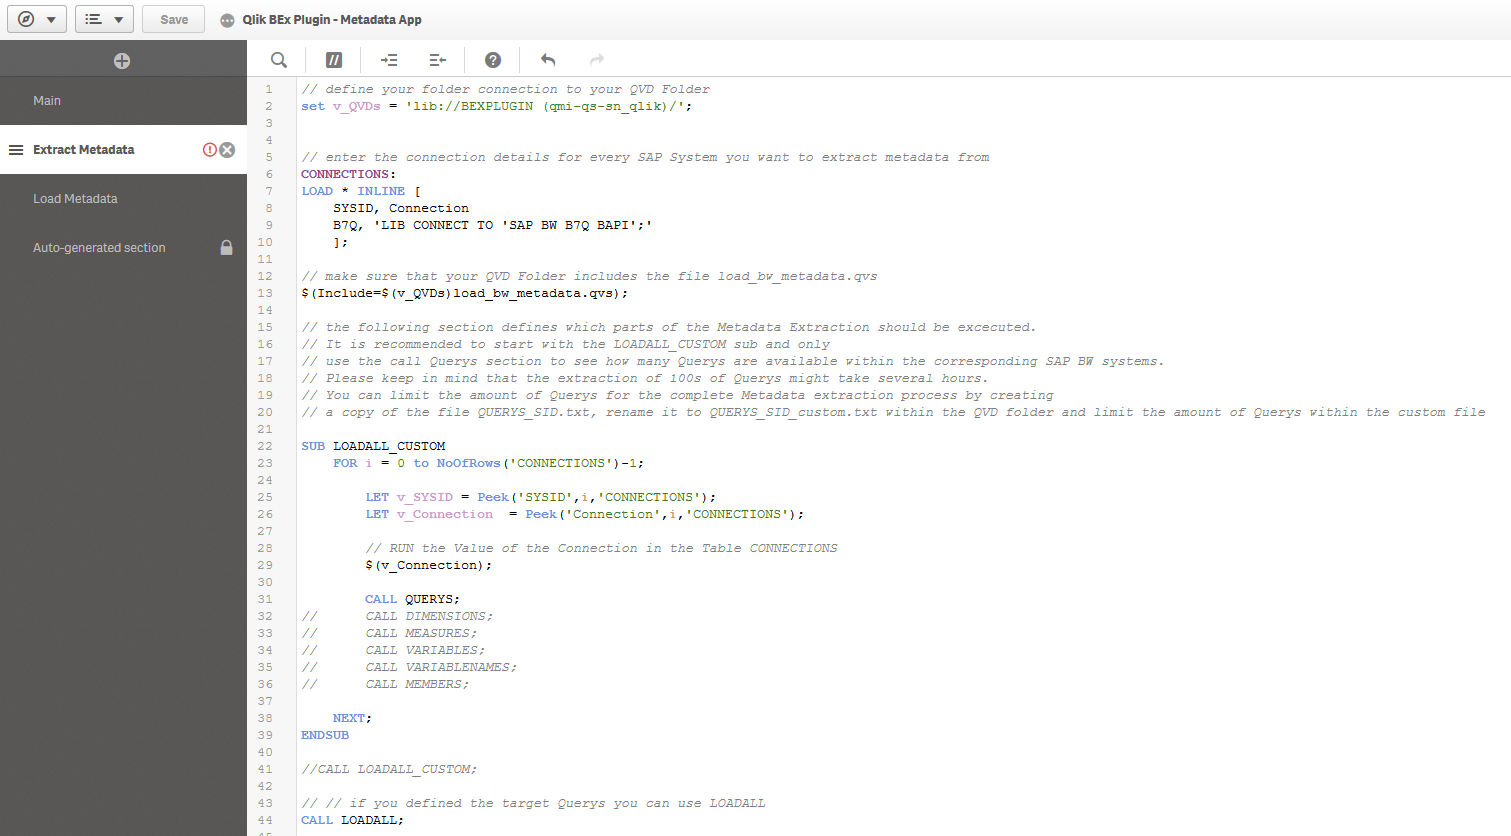 Save
Qlik BEx Plugin - Metadata App
Main
Extract Metadata
Load Metadata
Auto-generated section
1 // define your folder connection to your QVD Folder
2 set v_QVDs = 'lib://BEXPLUGIN (qmi-qs-sn_qlik)/';
3
4
5 // enter the connection details for every SAP System you want to extract metadata from
6 CONNECTIONS:
7 LOAD * INLINE [
8     SYSID, Connection
9     B7Q, 'LIB CONNECT TO 'SAP BW B7Q BAPI';'
10     ];
11
12 // make sure that your QVD Folder includes the file load_bw_metadata.qvs
13 $(Include=$(v_QVDs)load_bw_metadata.qvs);
14
15 // the following section defines which parts of the Metadata Extraction should be excecuted.
16 // It is recommended to start with the LOADALL_CUSTOM sub and only
17 // use the call Querys section to see how many Querys are available within the corresponding SAP BW systems.
18 // Please keep in mind that the extraction of 100s of Querys might take several hours.
19 // You can limit the amount of Querys for the complete Metadata extraction process by creating
20 // a copy of the file QUERYS_SID.txt, rename it to QUERYS_SID_custom.txt within the QVD folder and limit the amount of Querys within the custom file
21
22 SUB LOADALL_CUSTOM
23     FOR i = 0 to NoOfRows('CONNECTIONS')-1;
24
25         LET v_SYSID = Peek('SYSID',i,'CONNECTIONS');
26         LET v_Connection  = Peek('Connection',i,'CONNECTIONS');
27
28         // RUN the Value of the Connection in the Table CONNECTIONS
29         $(v_Connection);
30
31         CALL QUERYS;
32 //      CALL DIMENSIONS;
33 //      CALL MEASURES;
34 //      CALL VARIABLES;
35 //      CALL VARIABLENAMES;
36 //      CALL MEMBERS;
37
38     NEXT;
39 ENDSUB
40
41 //CALL LOADALL_CUSTOM;
42
43 // // if you defined the target Querys you can use LOADALL
44 CALL LOADALL;